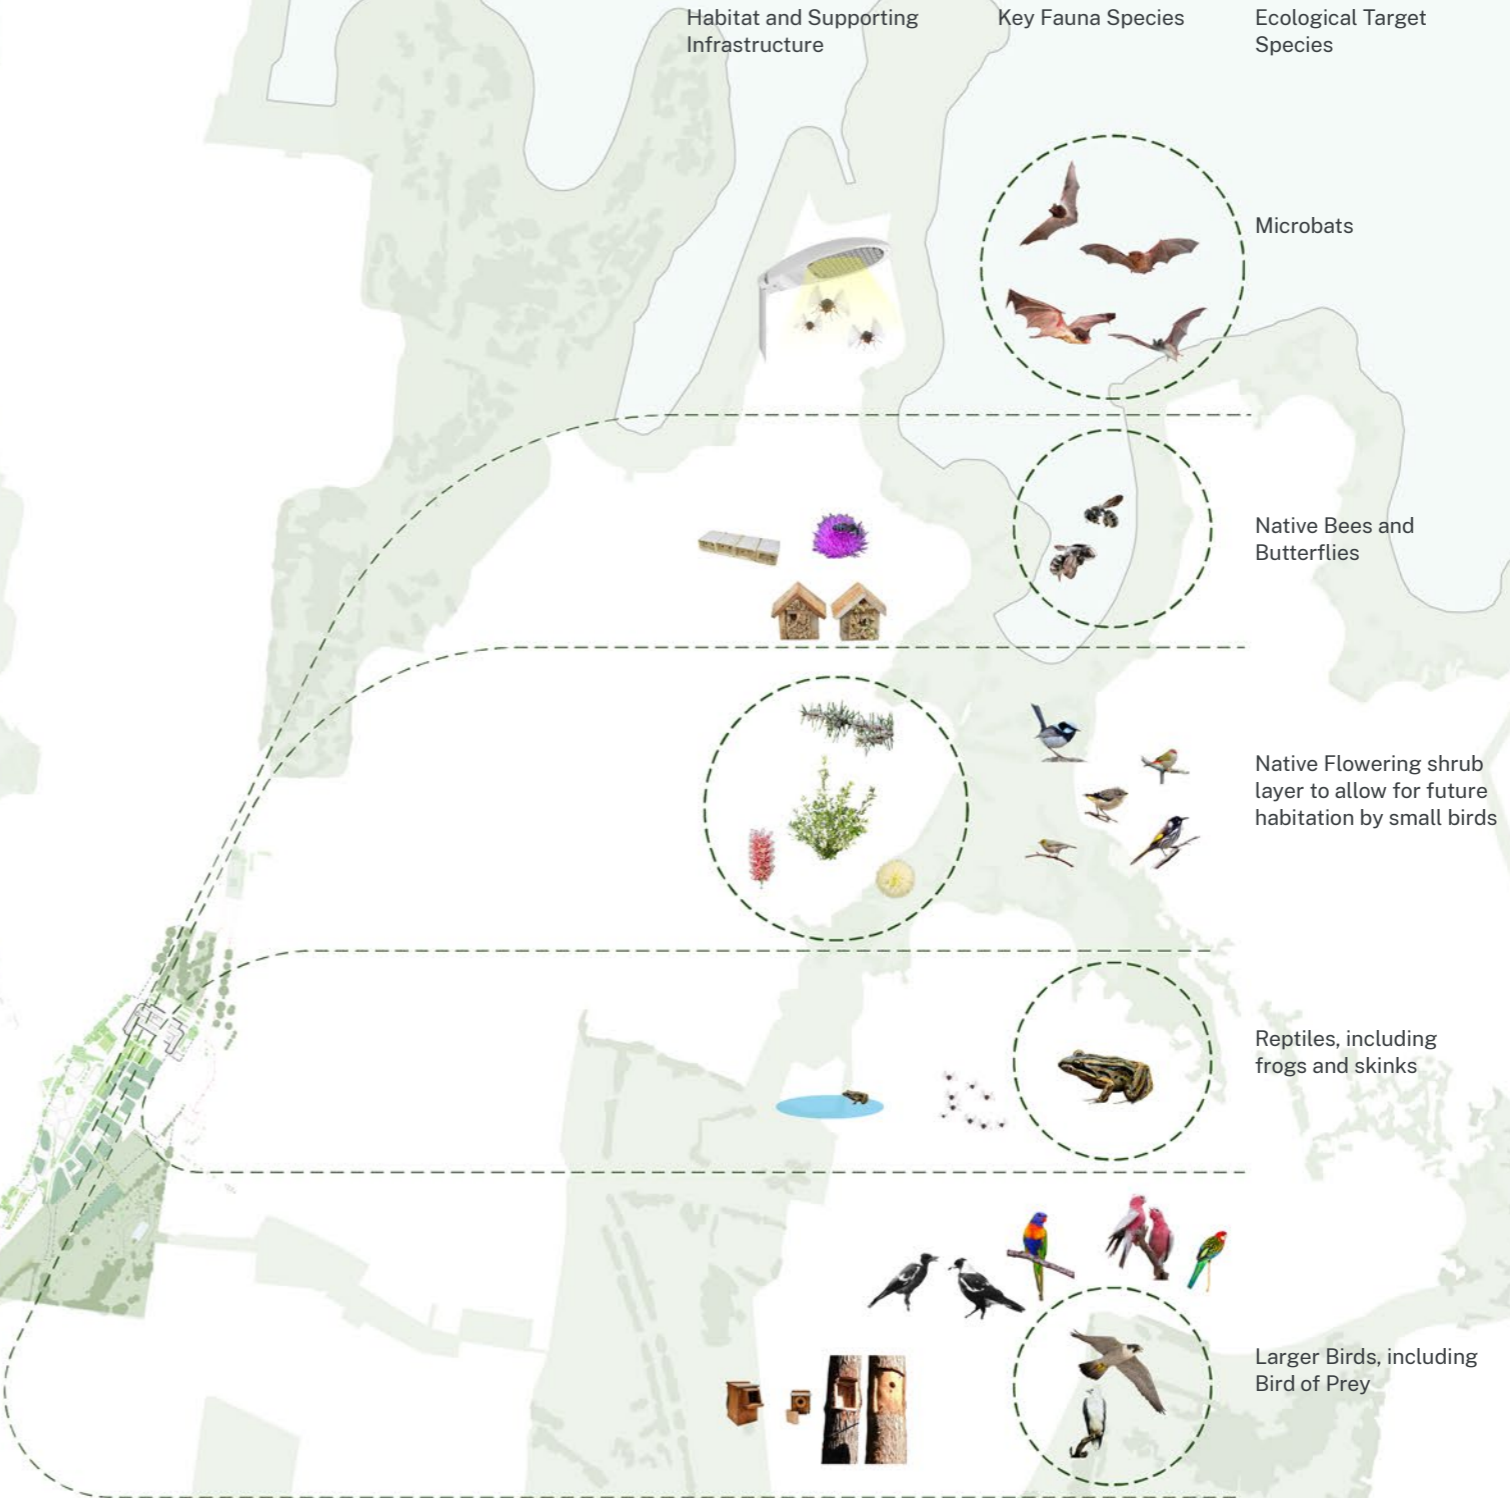 Habitat and Supporting
Infrastructure
Key Fauna Species
Ecological Target
Species
Microbats
Native Bees and
Butterflies
Native Flowering shrub
layer to allow for future
habitation by small birds
Reptiles, including
frogs and skinks
Larger Birds, including
Bird of Prey